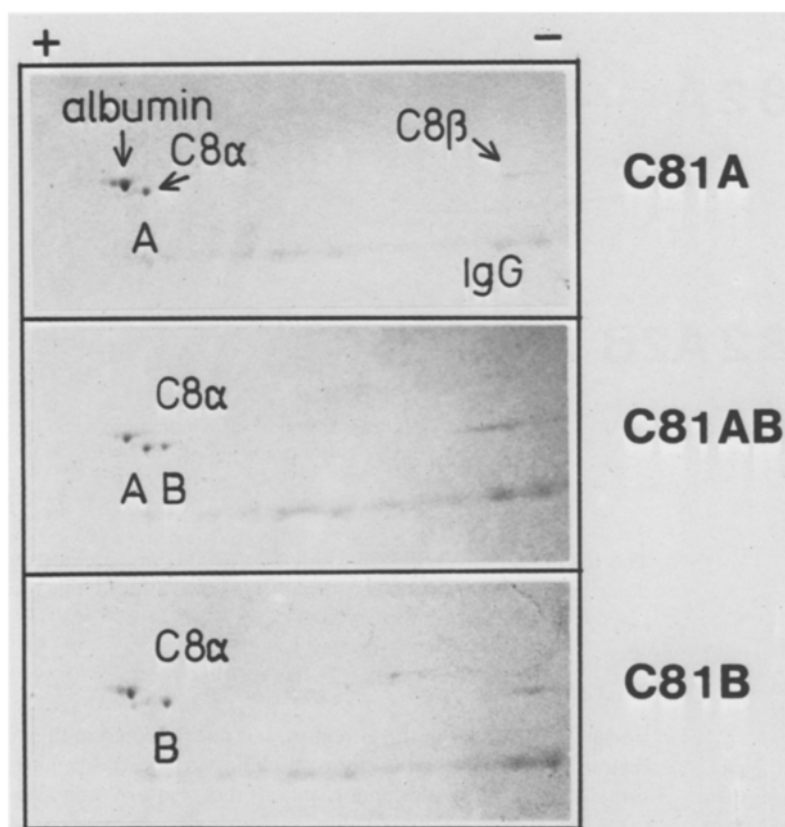 + −
albumin
C8α
C8β
A
IgG
C81A
C8α
A B
C81AB
C8α
B
C81B